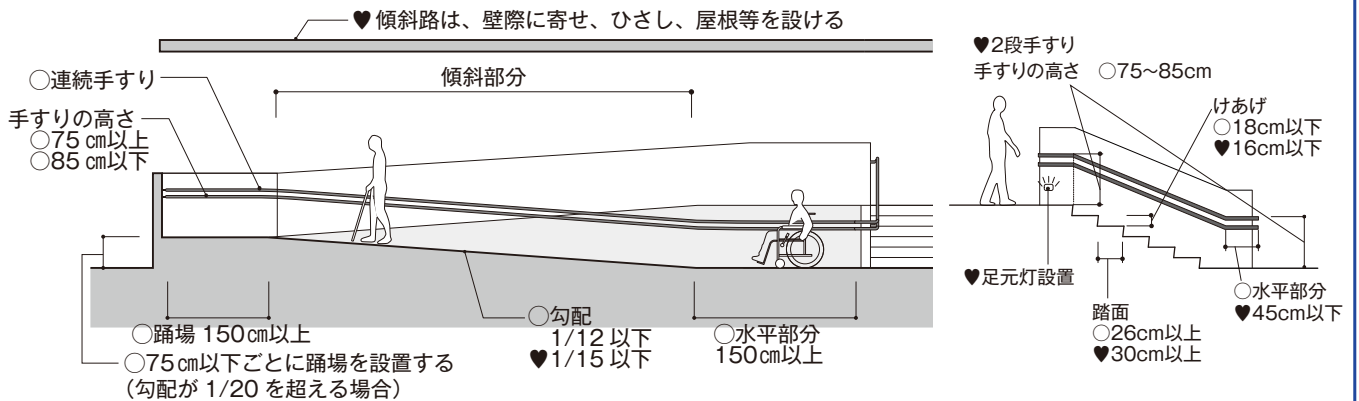 ♥傾斜路は、壁際に寄せ、ひさし、屋根等を設ける
○連続手すり
傾斜部分
手すりの高さ
○75㎝以上
○85㎝以下
○踊場 150㎝以上
○75㎝以下ごとに踊場を設置する
（勾配が 1/20 を超える場合）
○勾配
1/12 以下
♥1/15 以下
○水平部分
150㎝以上
♥2段手すり
手すりの高さ ○75〜85cm
けあげ
○18cm以下
♥16cm以下
♥足元灯設置
踏面
○26cm以上
♥30cm以上
○水平部分
♥45cm以下